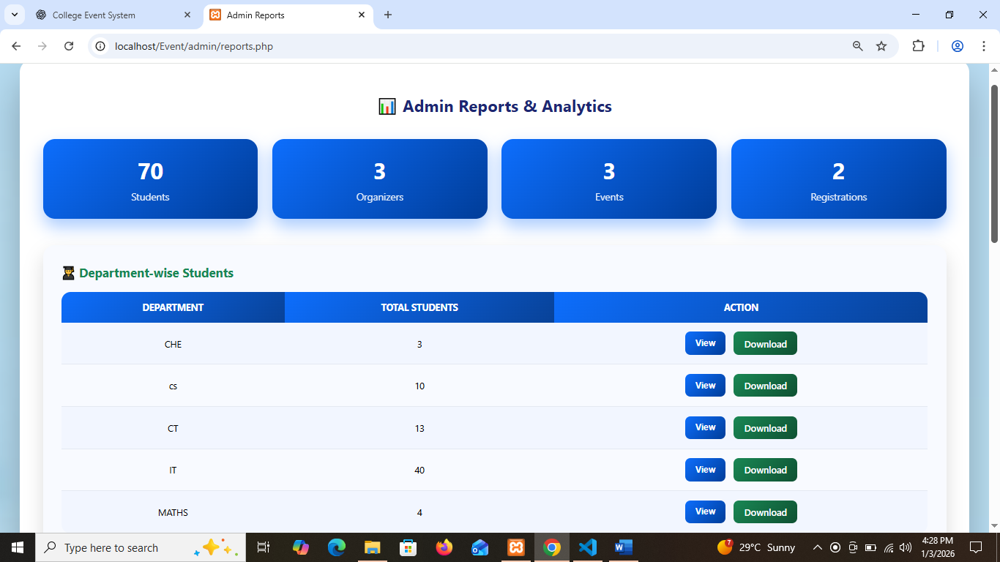 College Event System
Admin Reports
localhost/Event/admin/reports.php
📊 Admin Reports & Analytics
70 3 3 2
Students Organizers Events Registrations
👨‍🎓 Department-wise Students
DEPARTMENT TOTAL STUDENTS ACTION
CHE 3 View Download
cs 10 View Download
CT 13 View Download
IT 40 View Download
MATHS 4 View Download
Type here to search
7 29°C Sunny
4:28 PM
1/3/2026